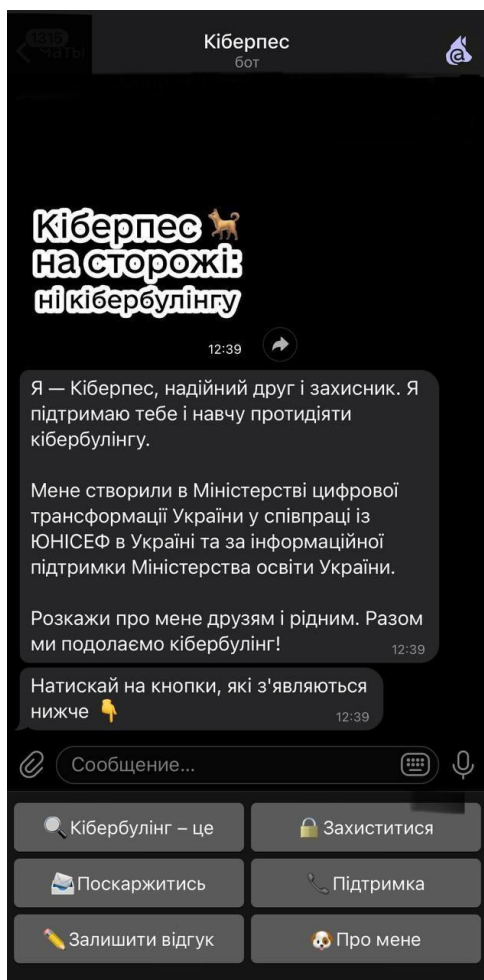 1315
Чаты
Кіберпес
бот
Кіберпес 🐕
на сторожі:
ні кібербулінгу
12:39
Я — Кіберпес, надійний друг і захисник. Я
підтримаю тебе і навчу протидіяти
кібербулінгу.
Мене створили в Міністерстві цифрової
трансформації України у співпраці із
ЮНІСЕФ в Україні та за інформаційної
підтримки Міністерства освіти України.
Розкажи про мене друзям і рідним. Разом
ми подолаємо кібербулінг!
12:39
Натискай на кнопки, які з'являються
нижче 👇
12:39
Сообщение...
🔍 Кібербулінг – це
🔒 Захиститися
📨 Поскаржитись
📞 Підтримка
✏️ Залишити відгук
🐶 Про мене